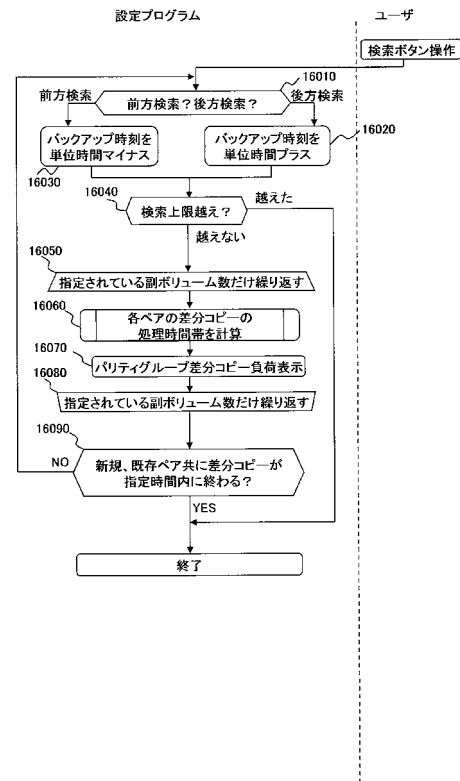 設定プログラム
ユーザ
検索ボタン操作
16010
前方検索
前方検索？後方検索？
後方検索
バックアップ時刻を
単位時間マイナス
16030
バックアップ時刻を
単位時間プラス
16020
16040
検索上限越え？
越えた
越えない
16050
指定されている副ボリューム数だけ繰り返す
16060
各ペアの差分コピーの
処理時間帯を計算
16070
パリティグループ差分コピー負荷表示
16080
指定されている副ボリューム数だけ繰り返す
16090
NO
新規、既存ペア共に差分コピーが
指定時間内に終わる？
YES
終了